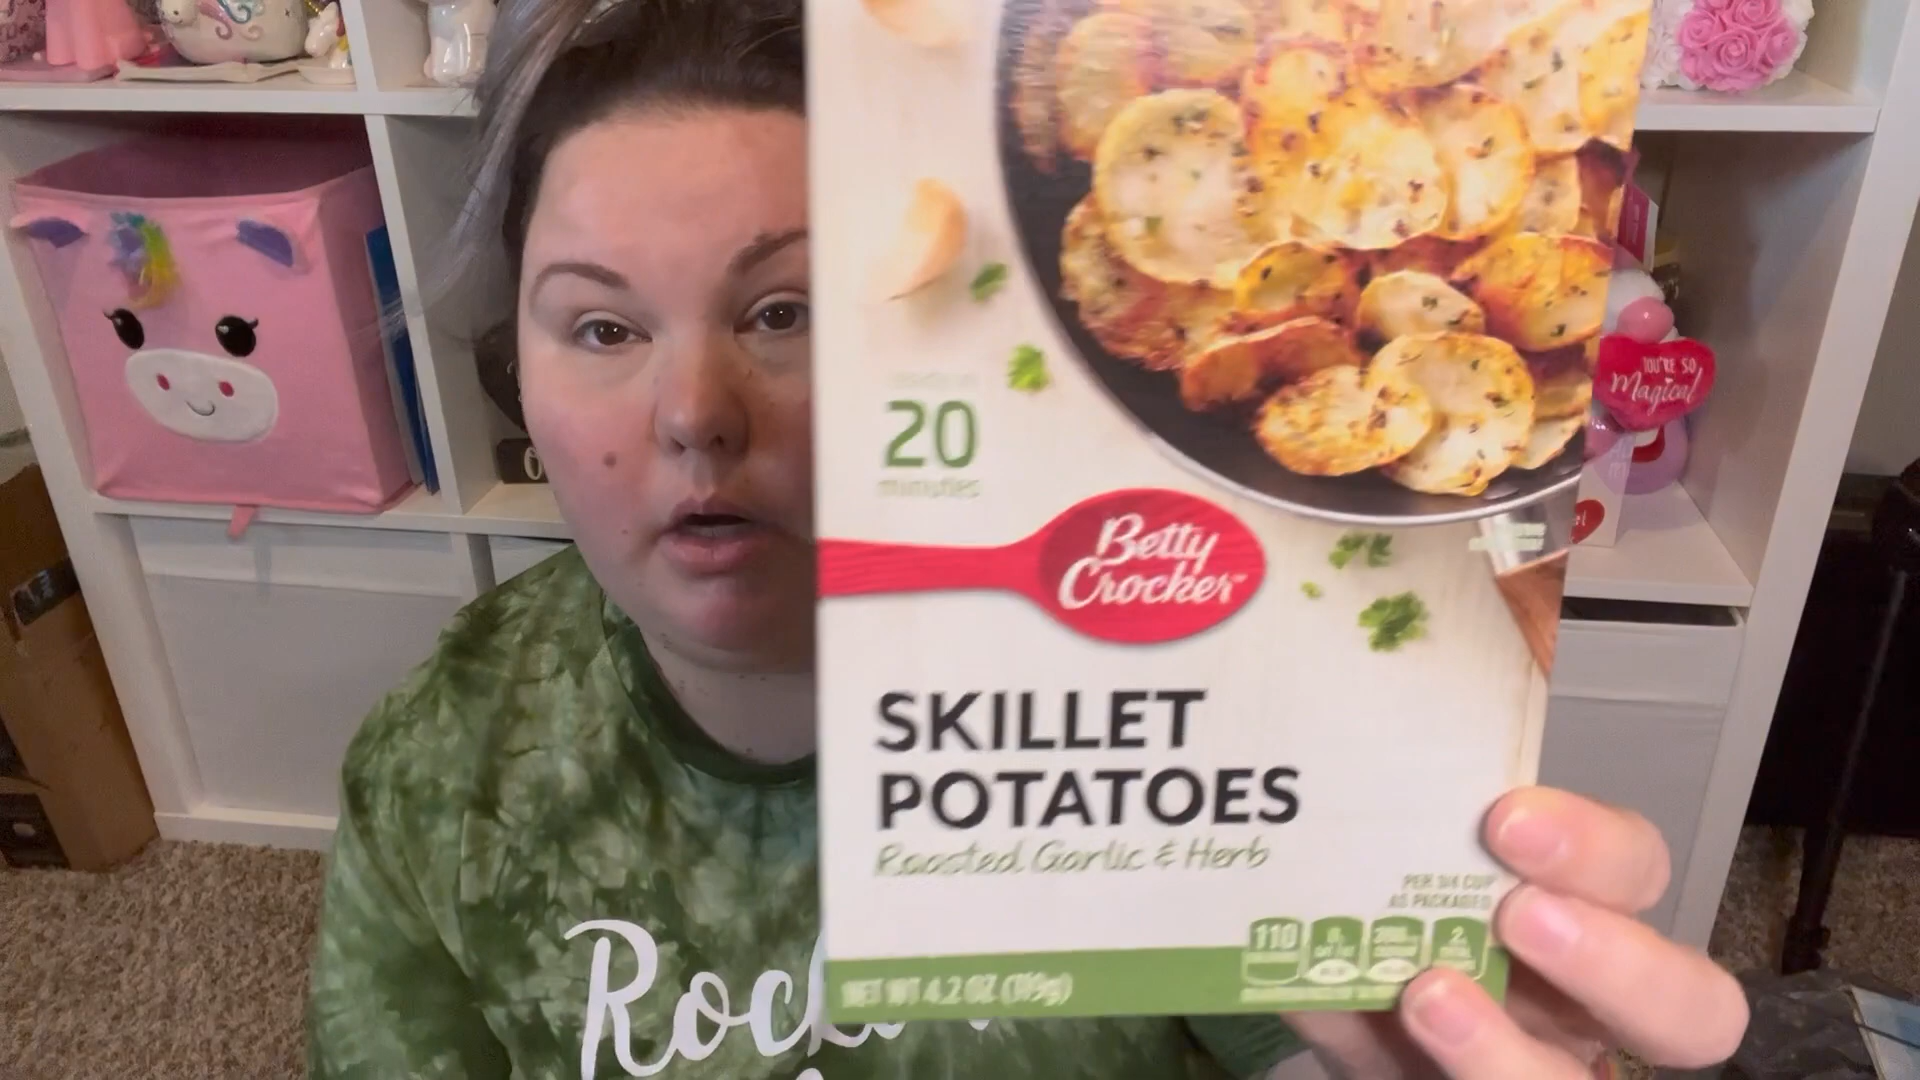 YOU'RE SO
Magical
20
minutes
Betty
Crocker
SKILLET
POTATOES
Roasted Garlic & Herb
PER 3/4 CUP
AS PACKAGED
110
NET WT 4.2 OZ (119g)